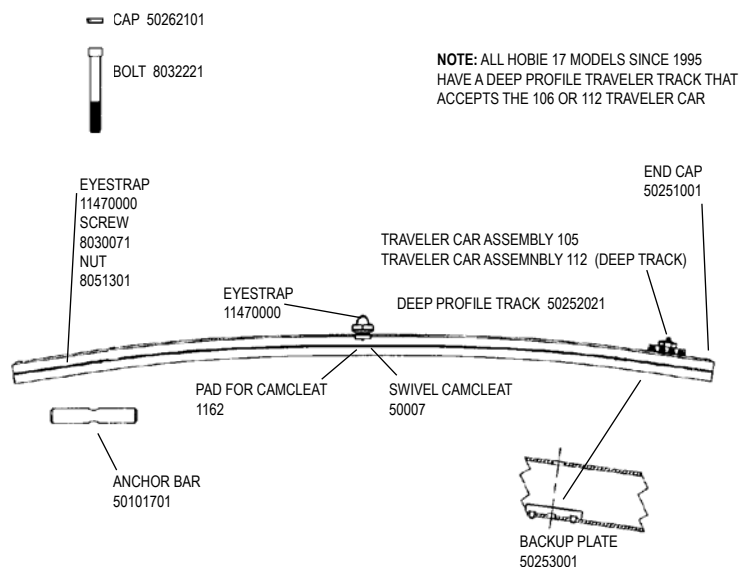 CAP 50262101
BOLT 8032221
NOTE: ALL HOBIE 17 MODELS SINCE 1995
HAVE A DEEP PROFILE TRAVELER TRACK THAT
ACCEPTS THE 106 OR 112 TRAVELER CAR
EYESTRAP
11470000
SCREW
8030071
NUT
8051301
END CAP
50251001
TRAVELER CAR ASSEMBLY 105
TRAVELER CAR ASSEMNBLY 112 (DEEP TRACK)
EYESTRAP
11470000
DEEP PROFILE TRACK 50252021
PAD FOR CAMCLEAT
1162
SWIVEL CAMCLEAT
50007
ANCHOR BAR
50101701
BACKUP PLATE
50253001